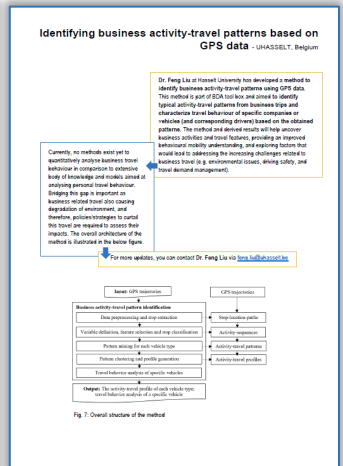 Identifying business activity-travel patterns based on
GPS data - UHASSELT, Belgium
Dr. Feng Liu at Hasselt University has developed a method to
identify business activity-travel patterns using GPS data.
This method is part of BDA tool box and aimed to identify
typical activity-travel patterns from business trips and
characterize travel behaviour of specific companies or
vehicles (and corresponding drivers) based on the obtained
patterns. The method and derived results will help uncover
business activities and travel features, providing an improved
behavioural mobility understanding, and exploring factors that
would lead to addressing the increasing challenges related to
business travel (e.g. environmental issues, driving safety, and
travel demand management).
Currently, no methods exist yet to
quantitatively analyse business travel
behaviour in comparison to extensive
body of knowledge and models aimed at
analysing personal travel behaviour.
Bridging this gap is important as
business related travel also causing
degradation of environment, and
therefore, policies/strategies to curtail
this travel are required to assess their
impacts. The overall architecture of the
method is illustrated in the below figure.
For more updates, you can contact Dr. Feng Liu via feng.liu@uhasselt.be
Input: GPS trajectories
GPS trajectories
Business activity-travel pattern identification
Data preprocessing and stop extraction
Stop-location-paths
Variable definition, feature selection and stop classification
Activity-sequences
Pattern mining for each vehicle type
Activity-travel patterns
Pattern clustering and profile generation
Activity-travel profiles
Travel behavior analysis of specific vehicles
Output: The activity-travel profile of each vehicle type;
travel behavior analysis of a specific vehicle
Fig. 7: Overall structure of the method